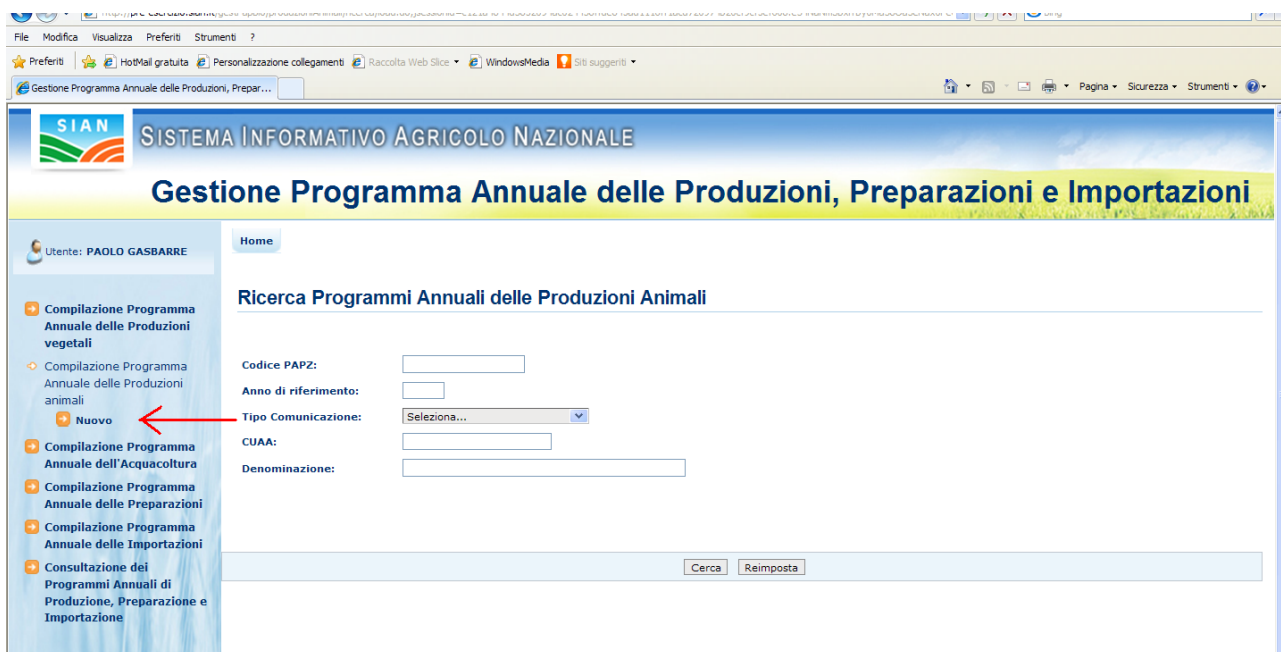 File Modifica Visualizza Preferiti Strumenti ?
Preferiti HotMail gratuita Personalizzazione collegamenti Raccolta Web Slice WindowsMedia Siti suggeriti
Gestione Programma Annuale delle Produzioni, Prepar... Pagina Sicurezza Strumenti
SIAN
SISTEMA INFORMATIVO AGRICOLO NAZIONALE
Gestione Programma Annuale delle Produzioni, Preparazioni e Importazioni
Utente: PAOLO GASBARRE
Home
Compilazione Programma
Annuale delle Produzioni
vegetali
Compilazione Programma
Annuale delle Produzioni
animali
Nuovo
Compilazione Programma
Annuale dell'Acquacoltura
Compilazione Programma
Annuale delle Preparazioni
Compilazione Programma
Annuale delle Importazioni
Consultazione dei
Programmi Annuali di
Produzione, Preparazione e
Importazione
Ricerca Programmi Annuali delle Produzioni Animali
Codice PAPZ:
Anno di riferimento:
Tipo Comunicazione: Seleziona...
CUAA:
Denominazione:
Cerca Reimposta